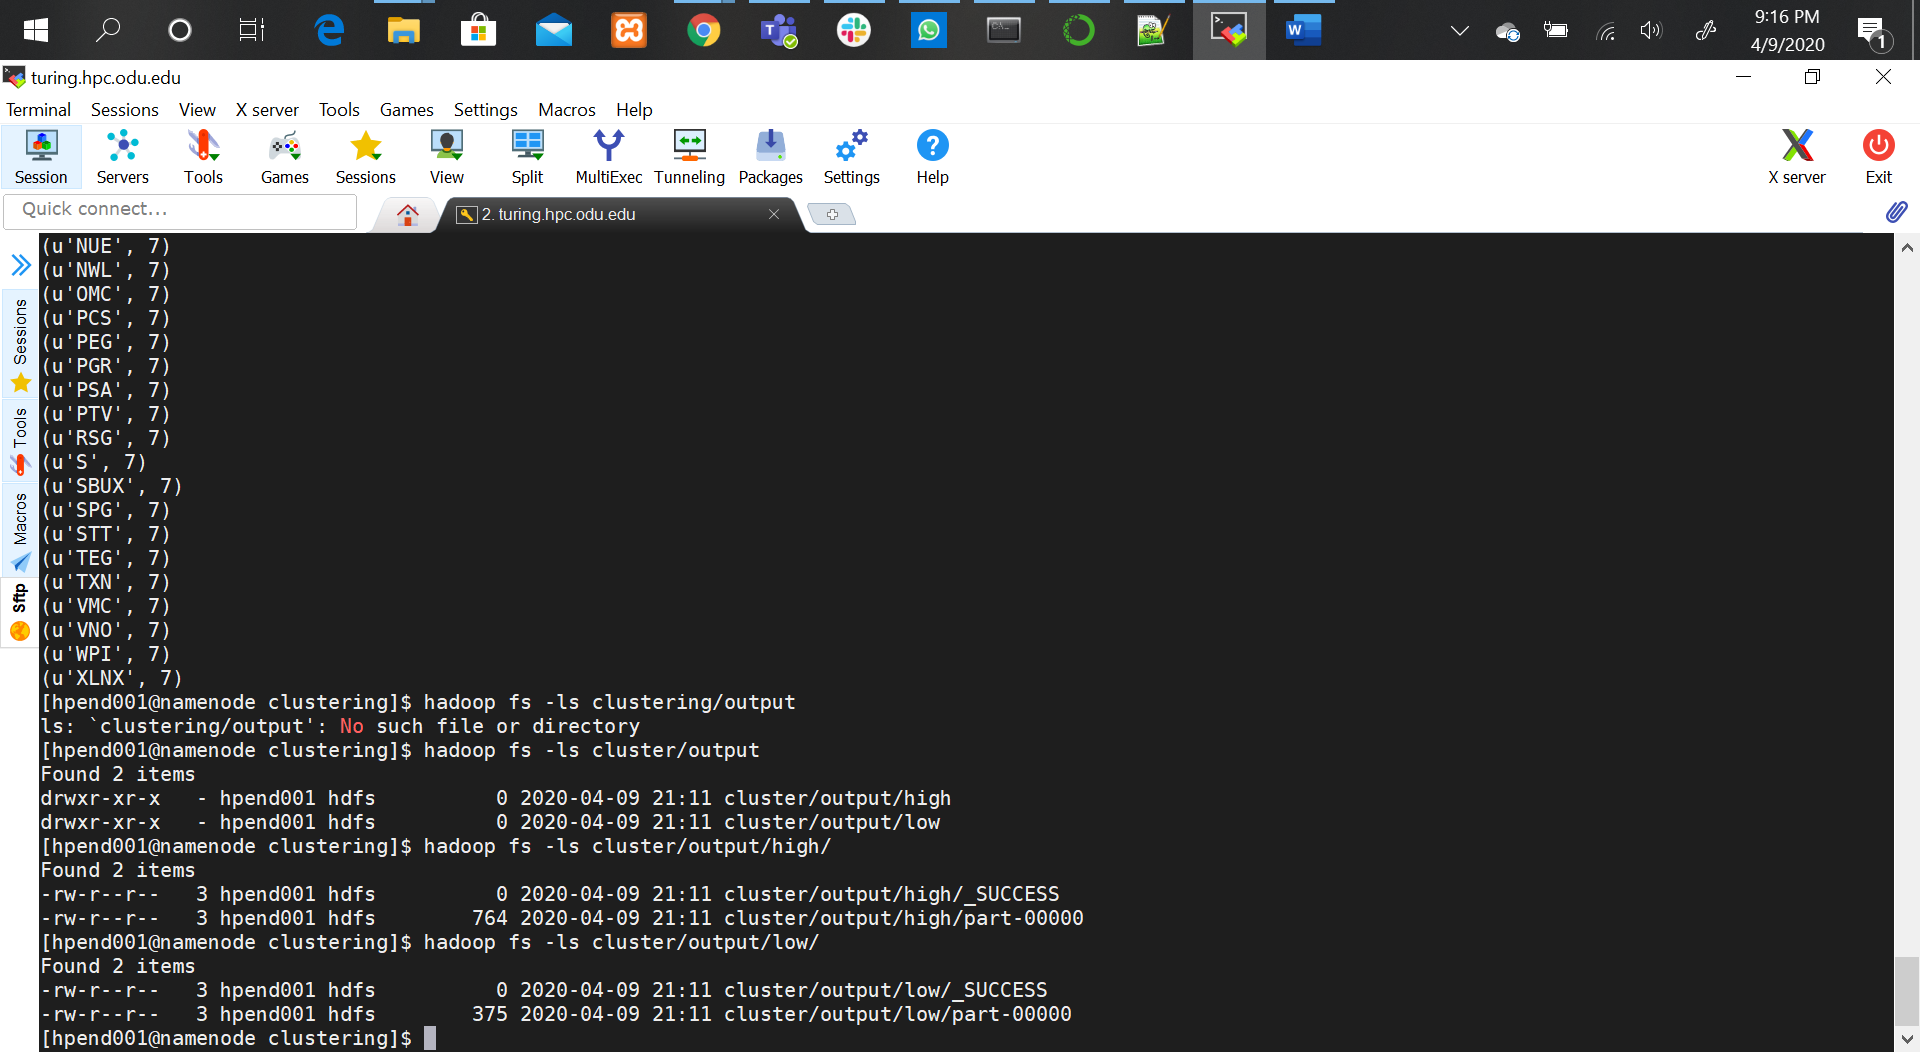 9:16 PM
4/9/2020
1
turing.hpc.odu.edu
Terminal Sessions View X server Tools Games Settings Macros Help
Session Servers Tools Games Sessions View Split MultiExec Tunneling Packages Settings Help X server Exit
Quick connect...
2. turing.hpc.odu.edu
Sessions
Tools
Macros
Sftp
(u'NUE', 7)
(u'NWL', 7)
(u'OMC', 7)
(u'PCS', 7)
(u'PEG', 7)
(u'PGR', 7)
(u'PSA', 7)
(u'PTV', 7)
(u'RSG', 7)
(u'S', 7)
(u'SBUX', 7)
(u'SPG', 7)
(u'STT', 7)
(u'TEG', 7)
(u'TXN', 7)
(u'VMC', 7)
(u'VNO', 7)
(u'WPI', 7)
(u'XLNX', 7)
[hpend001@namenode clustering]$ hadoop fs -ls clustering/output
ls: `clustering/output': No such file or directory
[hpend001@namenode clustering]$ hadoop fs -ls cluster/output
Found 2 items
drwxr-xr-x   - hpend001 hdfs          0 2020-04-09 21:11 cluster/output/high
drwxr-xr-x   - hpend001 hdfs          0 2020-04-09 21:11 cluster/output/low
[hpend001@namenode clustering]$ hadoop fs -ls cluster/output/high/
Found 2 items
-rw-r--r--   3 hpend001 hdfs          0 2020-04-09 21:11 cluster/output/high/_SUCCESS
-rw-r--r--   3 hpend001 hdfs        764 2020-04-09 21:11 cluster/output/high/part-00000
[hpend001@namenode clustering]$ hadoop fs -ls cluster/output/low/
Found 2 items
-rw-r--r--   3 hpend001 hdfs          0 2020-04-09 21:11 cluster/output/low/_SUCCESS
-rw-r--r--   3 hpend001 hdfs        375 2020-04-09 21:11 cluster/output/low/part-00000
[hpend001@namenode clustering]$